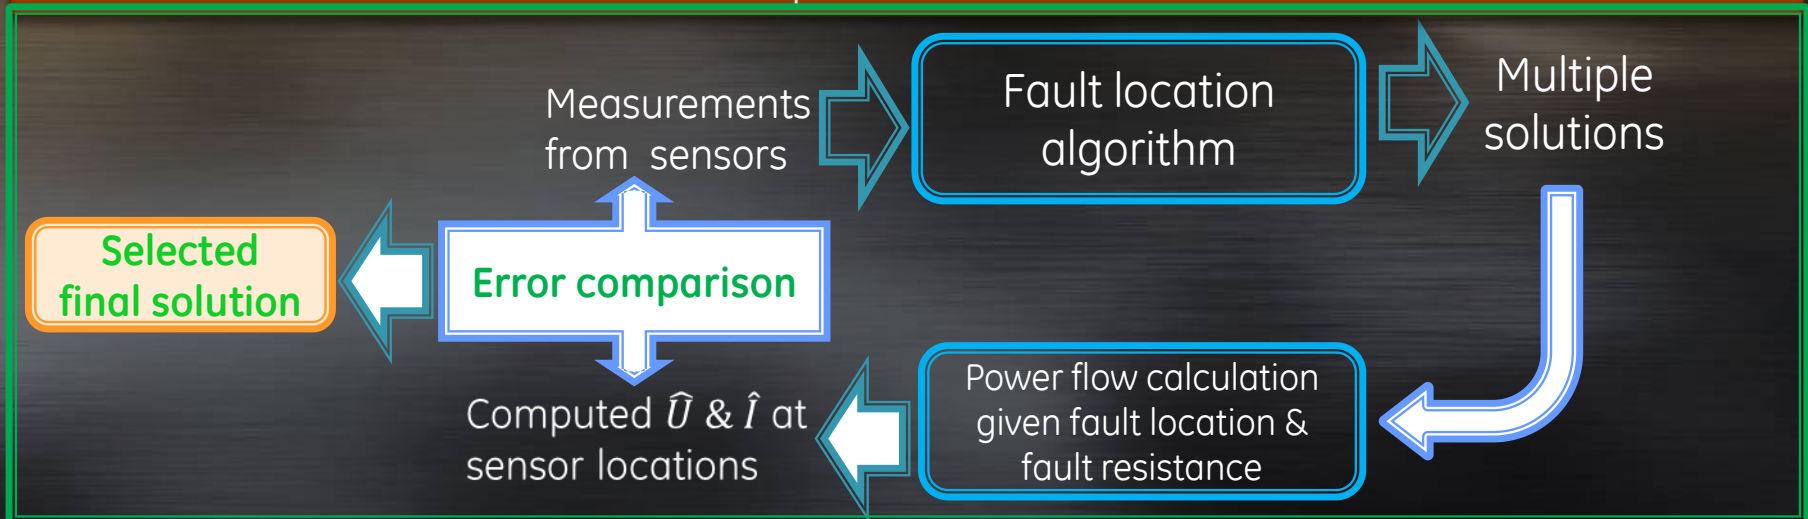 Measurements
from sensors
Fault location
algorithm
Multiple
solutions
Selected
final solution
Error comparison
Computed Û & Î at
sensor locations
Power flow calculation
given fault location &
fault resistance